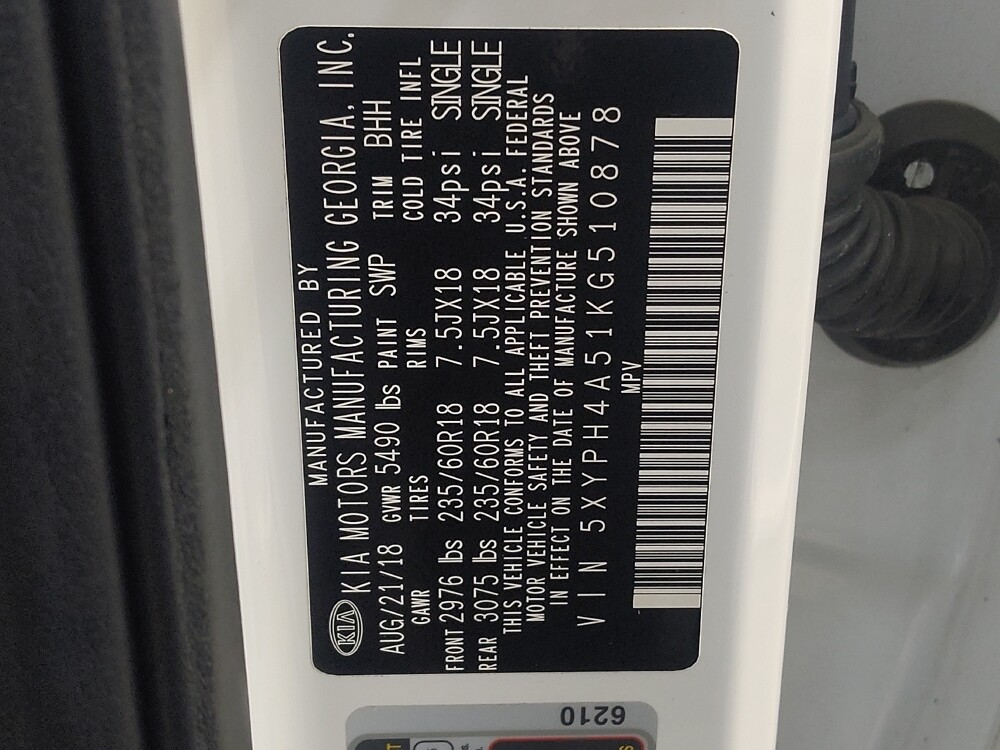 MANUFACTURED BY
KIA KIA MOTORS MANUFACTURING GEORGIA, INC.
AUG/21/18 GVWR 5490 lbs PAINT SWP TRIM BHH
GAWR TIRES RIMS COLD TIRE INFL
FRONT 2976 lbs 235/60R18 7.5JX18 34psi SINGLE
REAR 3075 lbs 235/60R18 7.5JX18 34psi SINGLE
THIS VEHICLE CONFORMS TO ALL APPLICABLE U.S.A. FEDERAL
MOTOR VEHICLE SAFETY AND THEFT PREVENTION STANDARDS
IN EFFECT ON THE DATE OF MANUFACTURE SHOWN ABOVE
VIN 5XYPH4A51KG510878
MPV
6210